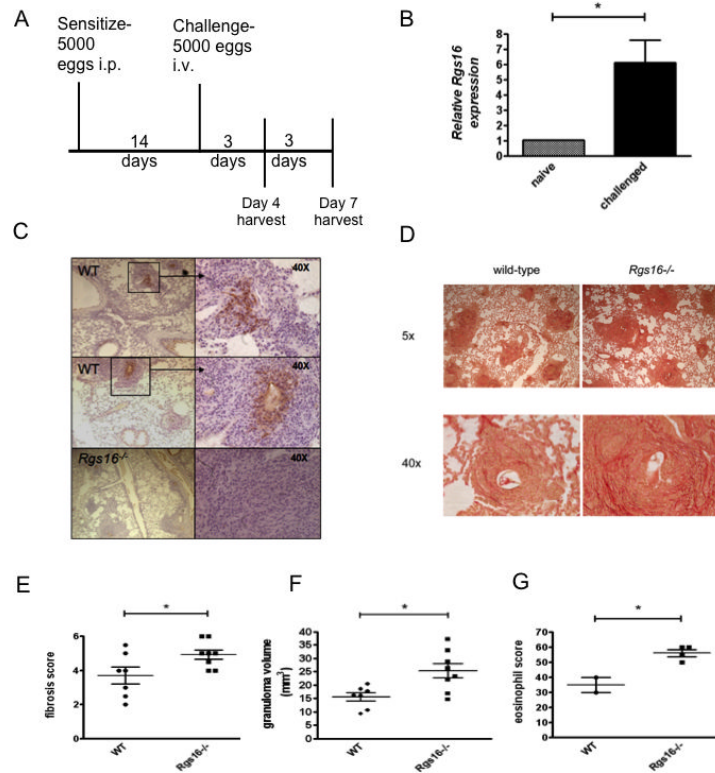 A
Sensitize-
5000
eggs i.p.
Challenge-
5000 eggs
i.v.
14
days
3
days
3
days
Day 4
harvest
Day 7
harvest
B
*
Relative Rgs16
expression
8
7
6
5
4
3
2
1
0
naive
challenged
C
WT
40X
WT
40X
Rgs16-/-
40X
D
wild-type
Rgs16-/-
5x
40x
E
*
fibrosis score
6
4
2
0
WT
Rgs16-/-
F
*
granuloma volume
(mm3)
40
35
30
25
20
15
10
5
0
WT
Rgs16-/-
G
*
eosinophil score
70
60
50
40
30
20
10
0
WT
Rgs16-/-